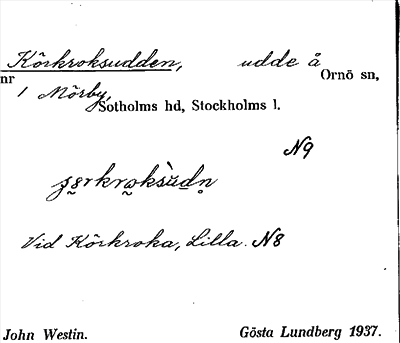 Körkroksudden, udde å
Ornö sn,
nr 1 Mörby,
Sotholms hd, Stockholms l.
N9
Vid Körkroka, Lilla. N8
John Westin. Gösta Lundberg 1937.